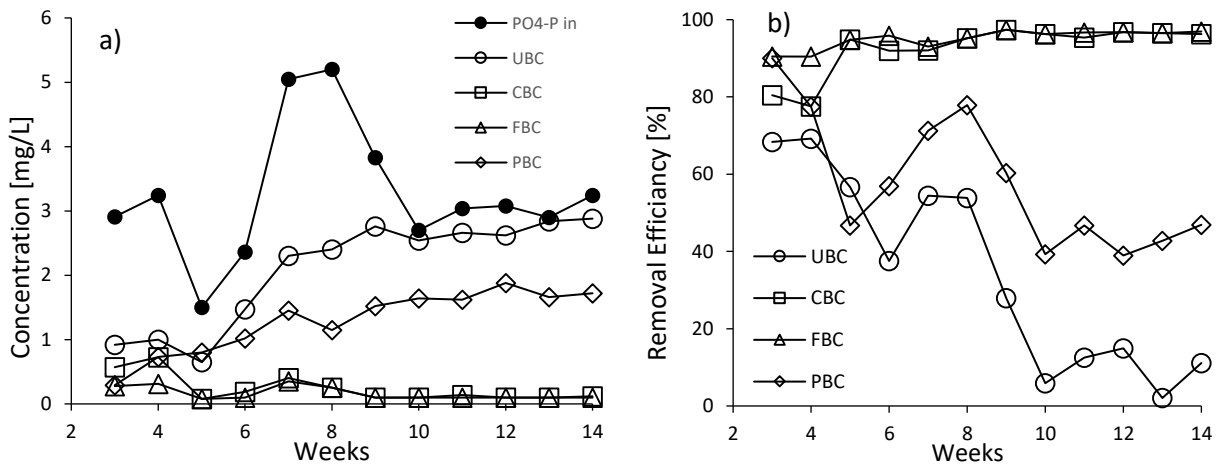 a)
Concentration [mg/L]
6
5
4
3
2
1
0
2 4 6 8 10 12 14
Weeks
PO4-P in
UBC
CBC
FBC
PBC
b)
Removal Efficiancy [%]
100
80
60
40
20
0
2 4 6 8 10 12 14
Weeks
UBC
CBC
FBC
PBC